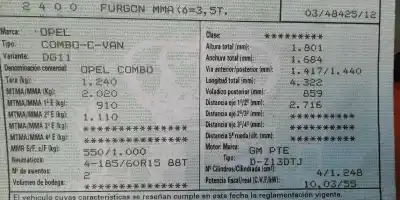 2400 FURGON MMA<6=3,5T. 03/48425/12
Marca: OPEL
Tipo: COMBO-C-VAN
Variante: DG11
Denominación comercial: OPEL COMBO
Tara (kg): 1.240
MTMA/MMA (Kg): 2.020
MTMA/MMA 1º E (kg) 910
MTMA/MMA 2º E (kg) 1.110
MTMA/MMA 3º E (kg) **************
MTMA/MMA 4º E (kg) **************
MMR S/F, c/F (kg): 550/1.000
Neumáticos: 4-185/60R15 88T
Nº de asientos: 2
Volumen de bodega: **************
Clase: *********
Altura total (mm): 1.801
Anchura total (mm): 1.684
Vía anterior/posterior (mm): 1.417/1.440
Longitud total (mm): 4.322
Voladizo posterior (mm): 859
Distancia eje 1º/2º (mm): 2.716
Distancia eje 2º/3º (mm): **************
Distancia eje 3º/4º (mm): **************
Distancia 5ª rueda/últ. (mm): **************
Motor: Marca: GM PTE
Tipo: D-Z13DTJ
Nº Cilindros/Cilindrada (cm³): 4/1.248
Potencia fiscal/real (C.V.F/kW): 10,03/55
El vehículo cuyas características se reseñan cumple en esta fecha la reglamentación vigente.